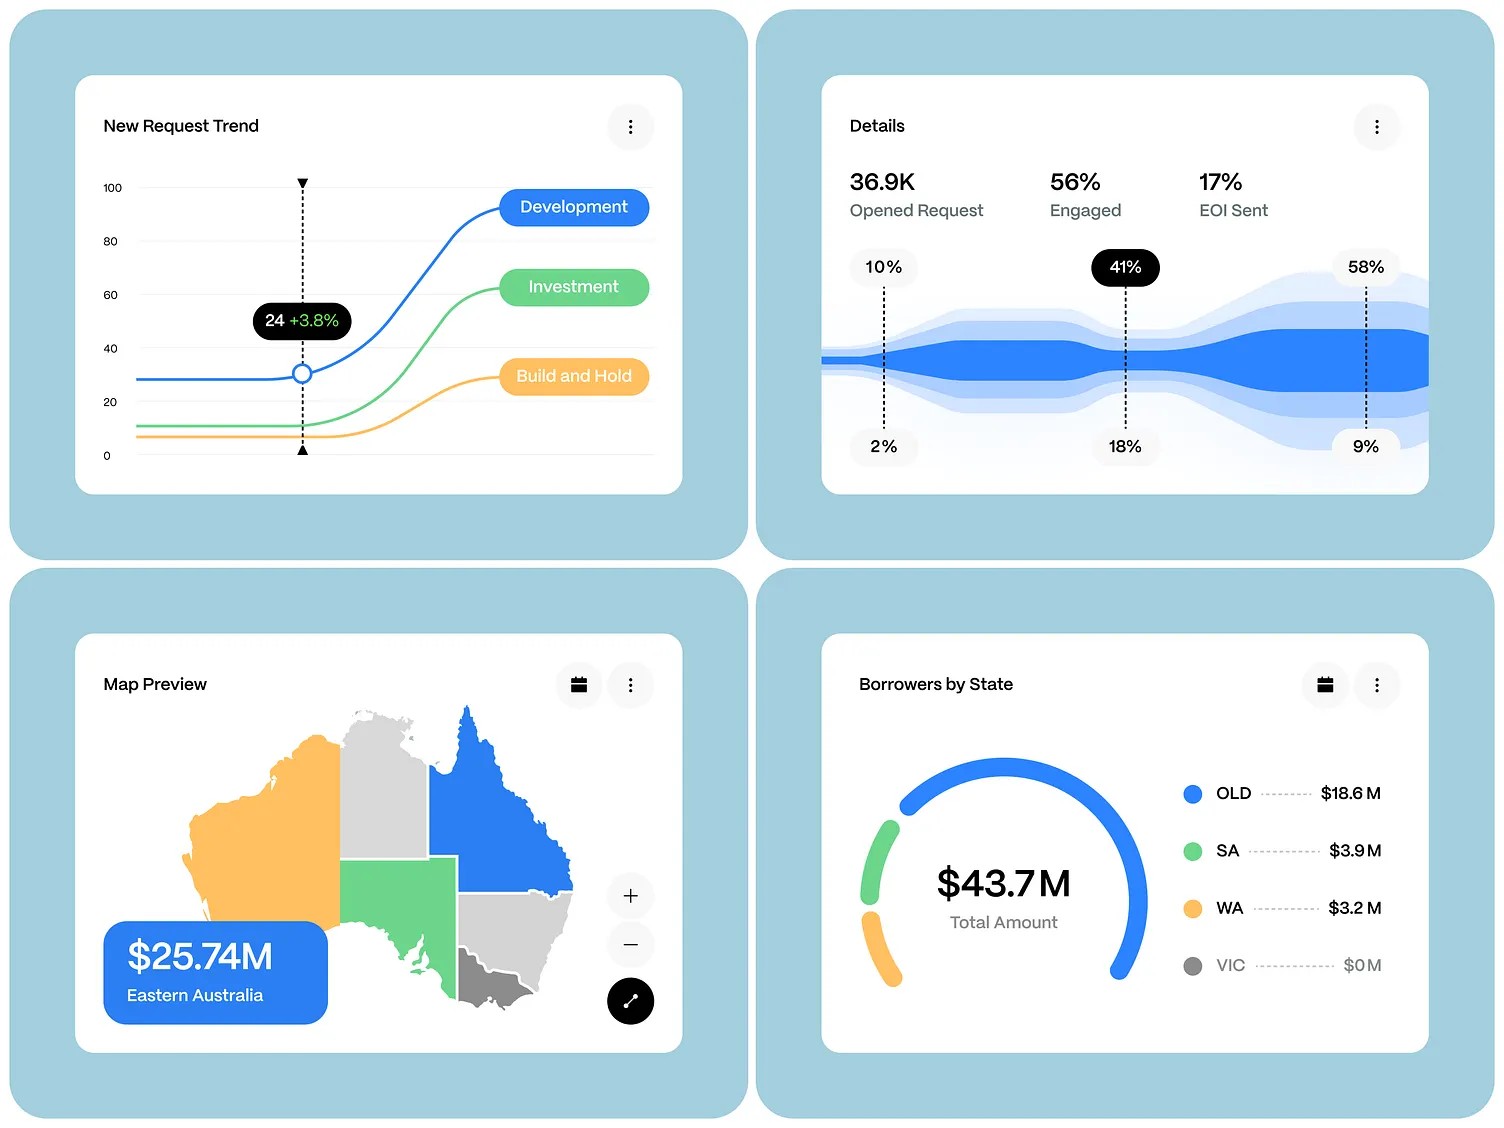 New Request Trend
100
80
60
40
20
0
24 +3.8%
Development
Investment
Build and Hold
Details
36.9K
Opened Request
56%
Engaged
17%
EOI Sent
10%
41%
58%
2%
18%
9%
Map Preview
$25.74M
Eastern Australia
Borrowers by State
$43.7M
Total Amount
OLD $18.6 M
SA $3.9 M
WA $3.2 M
VIC $0 M